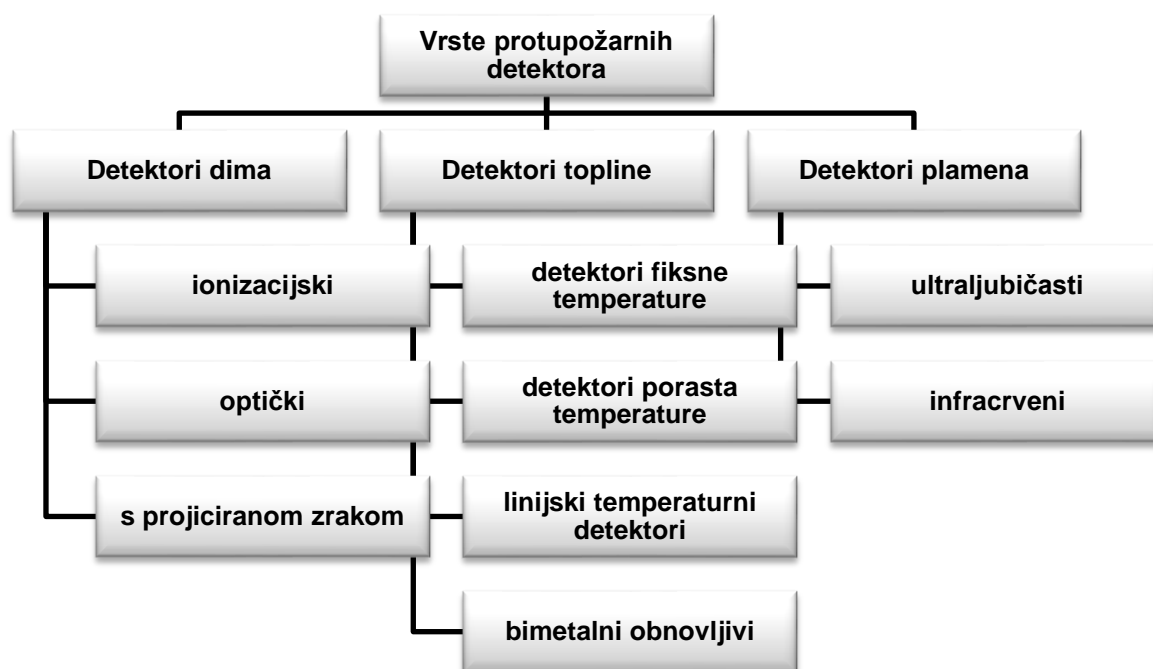 Vrste protupožarnih
detektora
Detektori dima
Detektori topline
Detektori plamena
ionizacijski
optički
s projiciranom zrakom
detektori fiksne
temperature
detektori porasta
temperature
linijski temperaturni
detektori
bimetalni obnovljivi
ultraljubičasti
infracrveni